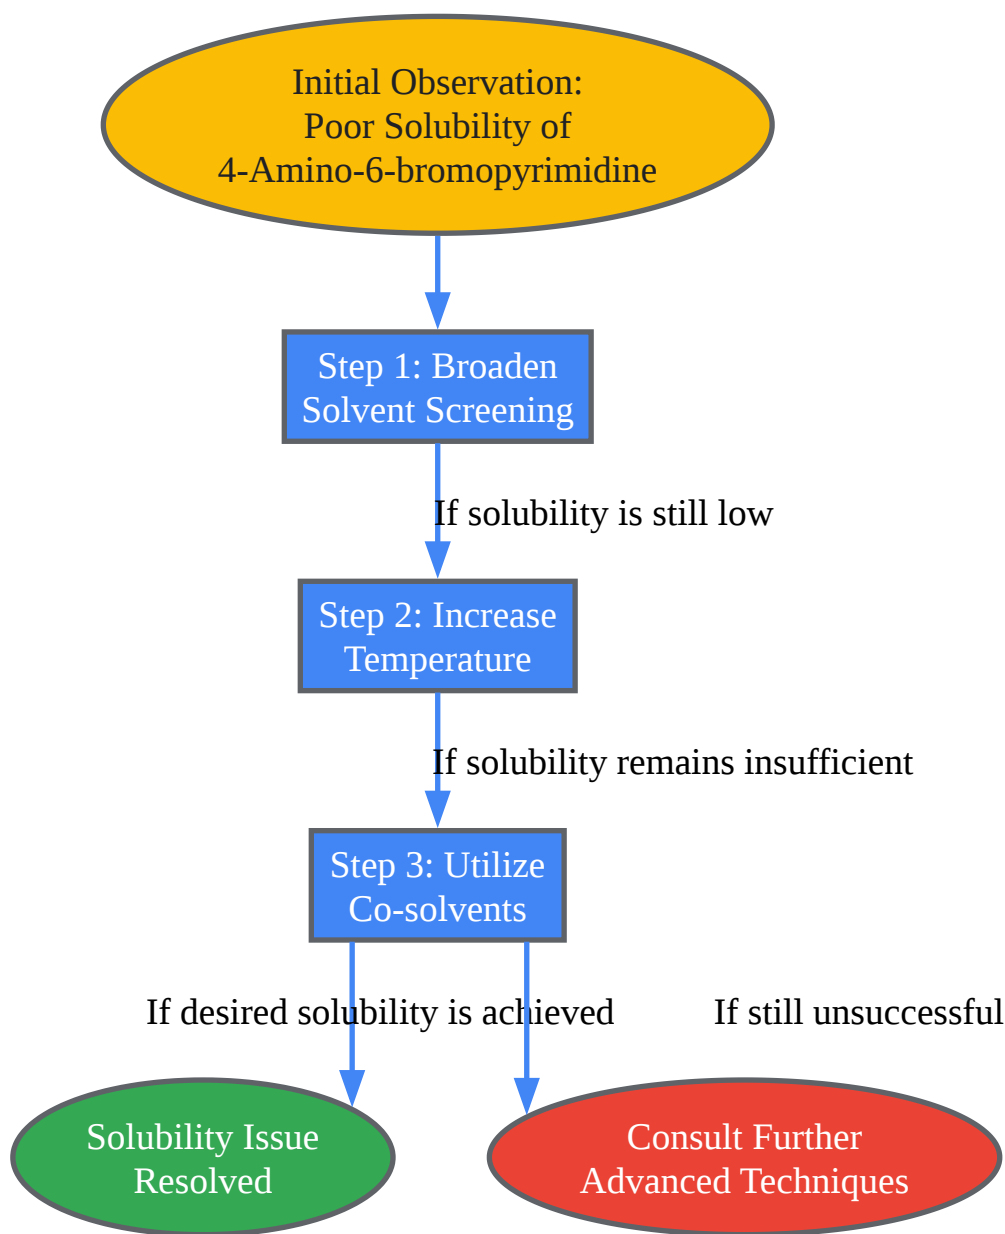 Initial Observation:
Poor Solubility of
4-Amino-6-bromopyrimidine
Step 1: Broaden
Solvent Screening
If solubility is still low
Step 2: Increase
Temperature
If solubility remains insufficient
Step 3: Utilize
Co-solvents
If desired solubility is achieved
If still unsuccessful
Solubility Issue
Resolved
Consult Further
Advanced Techniques